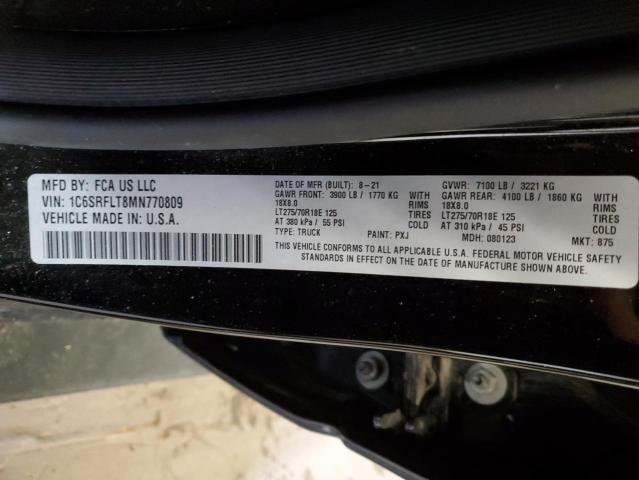 MFD BY: FCA US LLC
VIN: 1C6SRFLT8MN770809
VEHICLE MADE IN U.S.A.
DATE OF MFR (BUILT): 8-21 GVWR: 7100 LB / 3221 KG
GAWR FRONT: 3900 LB / 1770 KG GAWR REAR: 4100 LB / 1860 KG
18X8.0 RIMS 18X8.0 RIMS
LT275/70R18E 125 TIRES LT275/70R18E 125 TIRES
AT 380 kPa / 55 PSI COLD AT 310 kPa / 45 PSI COLD
TYPE: TRUCK PAINT: PXJ MDH: 080123 MKT: 875
THIS VEHICLE CONFORMS TO ALL APPLICABLE U.S.A. FEDERAL MOTOR VEHICLE SAFETY
STANDARDS IN EFFECT ON THE DATE OF MANUFACTURE SHOWN ABOVE.